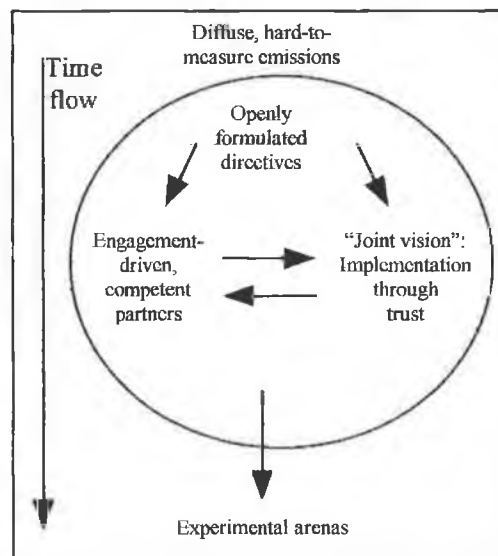 Diffuse, hard-to-
measure emissions
Time
flow
Openly
formulated
directives
Engagement-
driven,
competent
partners
“Joint vision”:
Implementation
through
trust
Experimental arenas